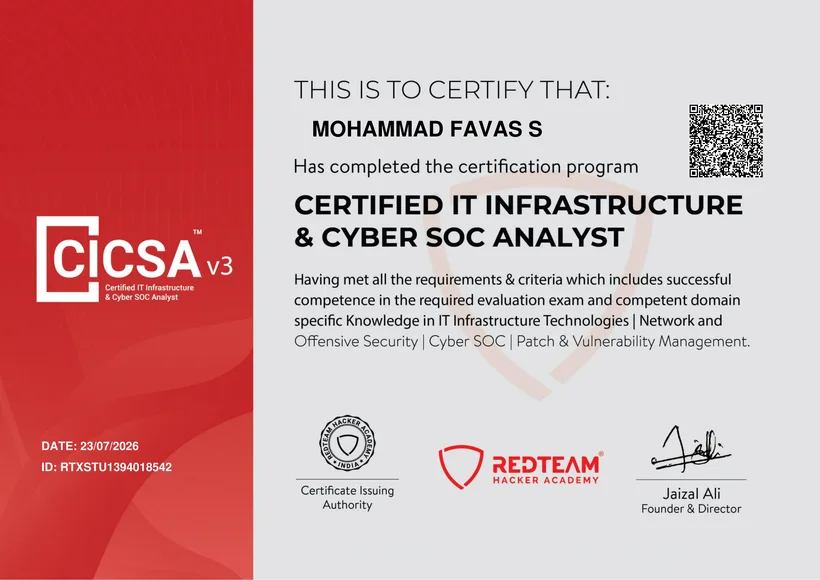 THIS IS TO CERTIFY THAT:
MOHAMMAD FAVAS S
Has completed the certification program
CERTIFIED IT INFRASTRUCTURE
& CYBER SOC ANALYST
Having met all the requirements & criteria which includes successful
competence in the required evaluation exam and competent domain
specific Knowledge in IT Infrastructure Technologies | Network and
Offensive Security | Cyber SOC | Patch & Vulnerability Management.
CiCSA™ v3
Certified IT Infrastructure
& Cyber SOC Analyst
DATE: 23/07/2026
ID: RTXSTU1394018542
REDTEAM HACKER ACADEMY
INDIA
Certificate Issuing
Authority
REDTEAM®
HACKER ACADEMY
Jaizal Ali
Founder & Director